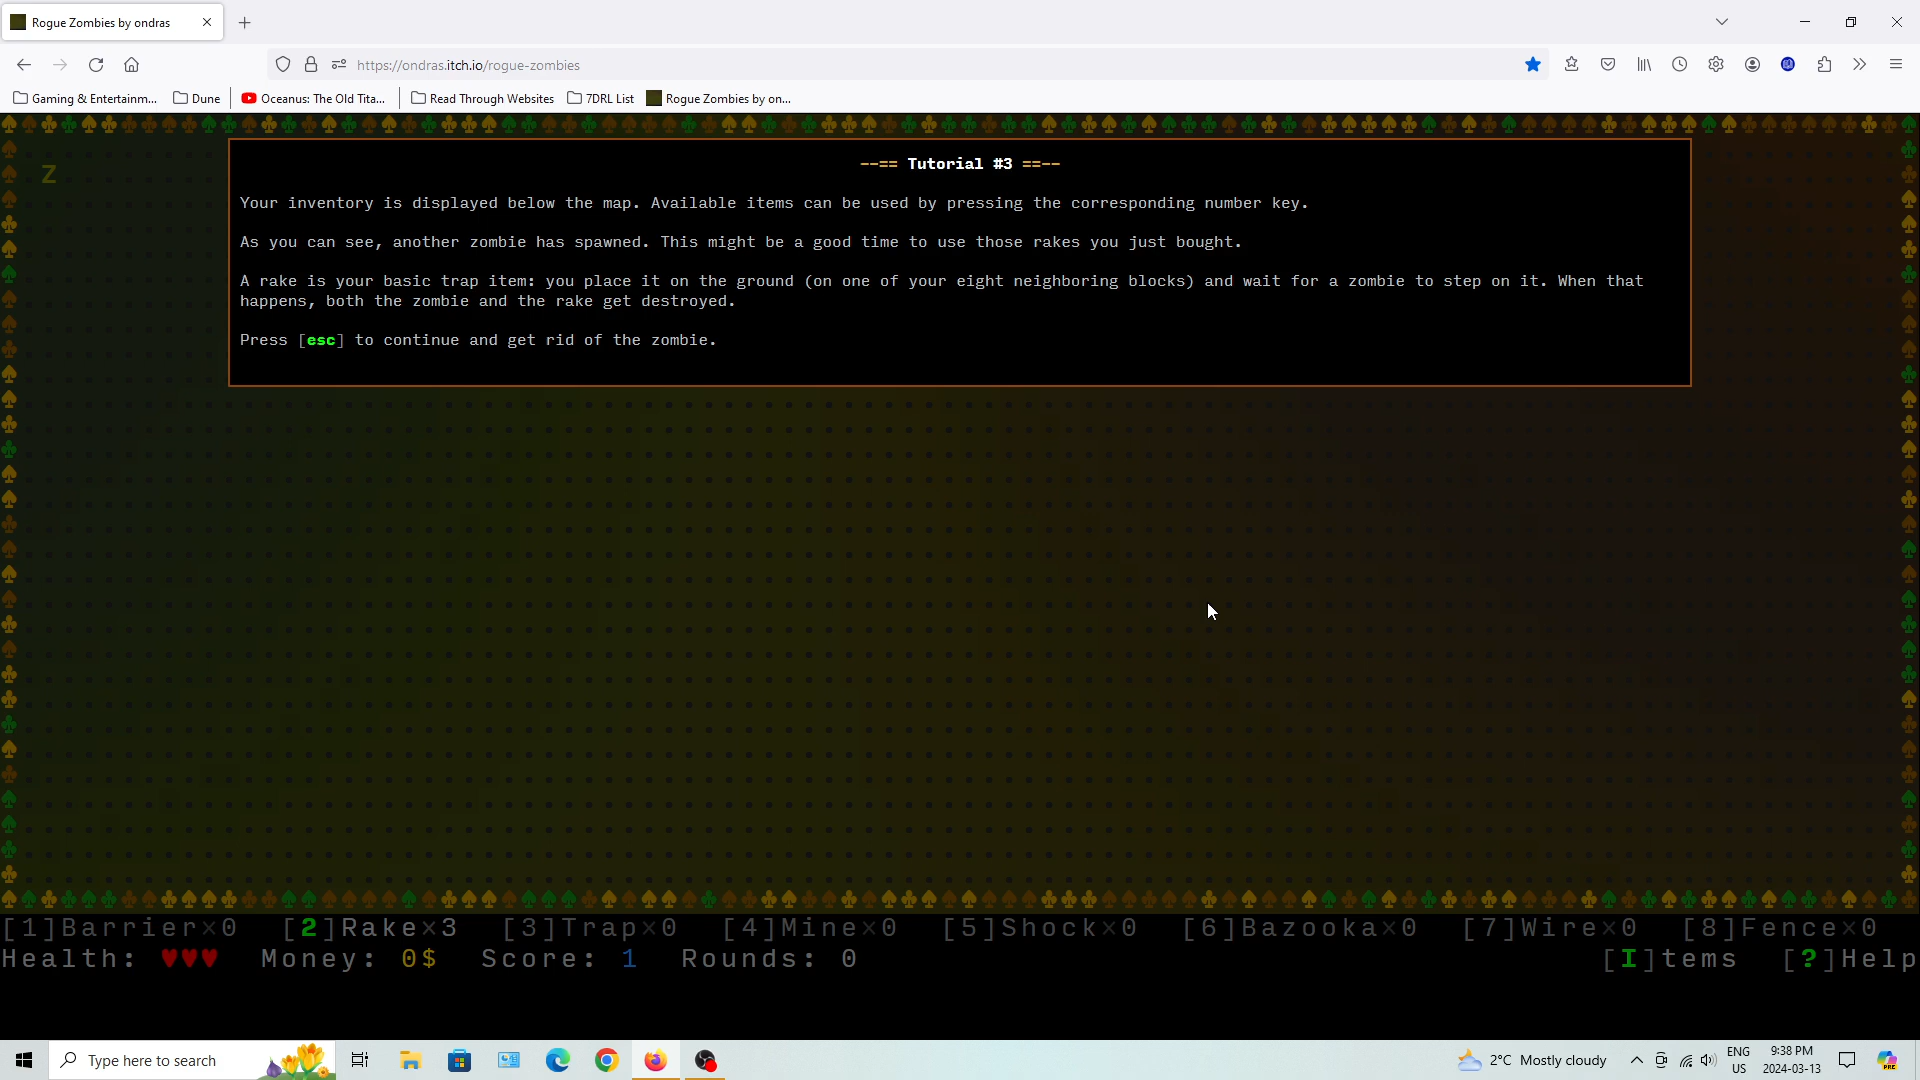 Rogue Zombies by ondras
https://ondras.itch.io/rogue-zombies
Gaming & Entertainm... Dune Oceanus: The Old Tita... Read Through Websites 7DRL List Rogue Zombies by on...
--== Tutorial #3 ==--
Your inventory is displayed below the map. Available items can be used by pressing the corresponding number key.
As you can see, another zombie has spawned. This might be a good time to use those rakes you just bought.
A rake is your basic trap item: you place it on the ground (on one of your eight neighboring blocks) and wait for a zombie to step on it. When that
happens, both the zombie and the rake get destroyed.
Press [esc] to continue and get rid of the zombie.
Z
[1]Barrier×0 [2]Rake×3 [3]Trap×0 [4]Mine×0 [5]Shock×0 [6]Bazooka×0 [7]Wire×0 [8]Fence×0
Health: ♥♥♥ Money: 0$ Score: 1 Rounds: 0 [I]tems [?]Help
Type here to search
2°C Mostly cloudy
ENG
US
9:38 PM
2024-03-13
PRE